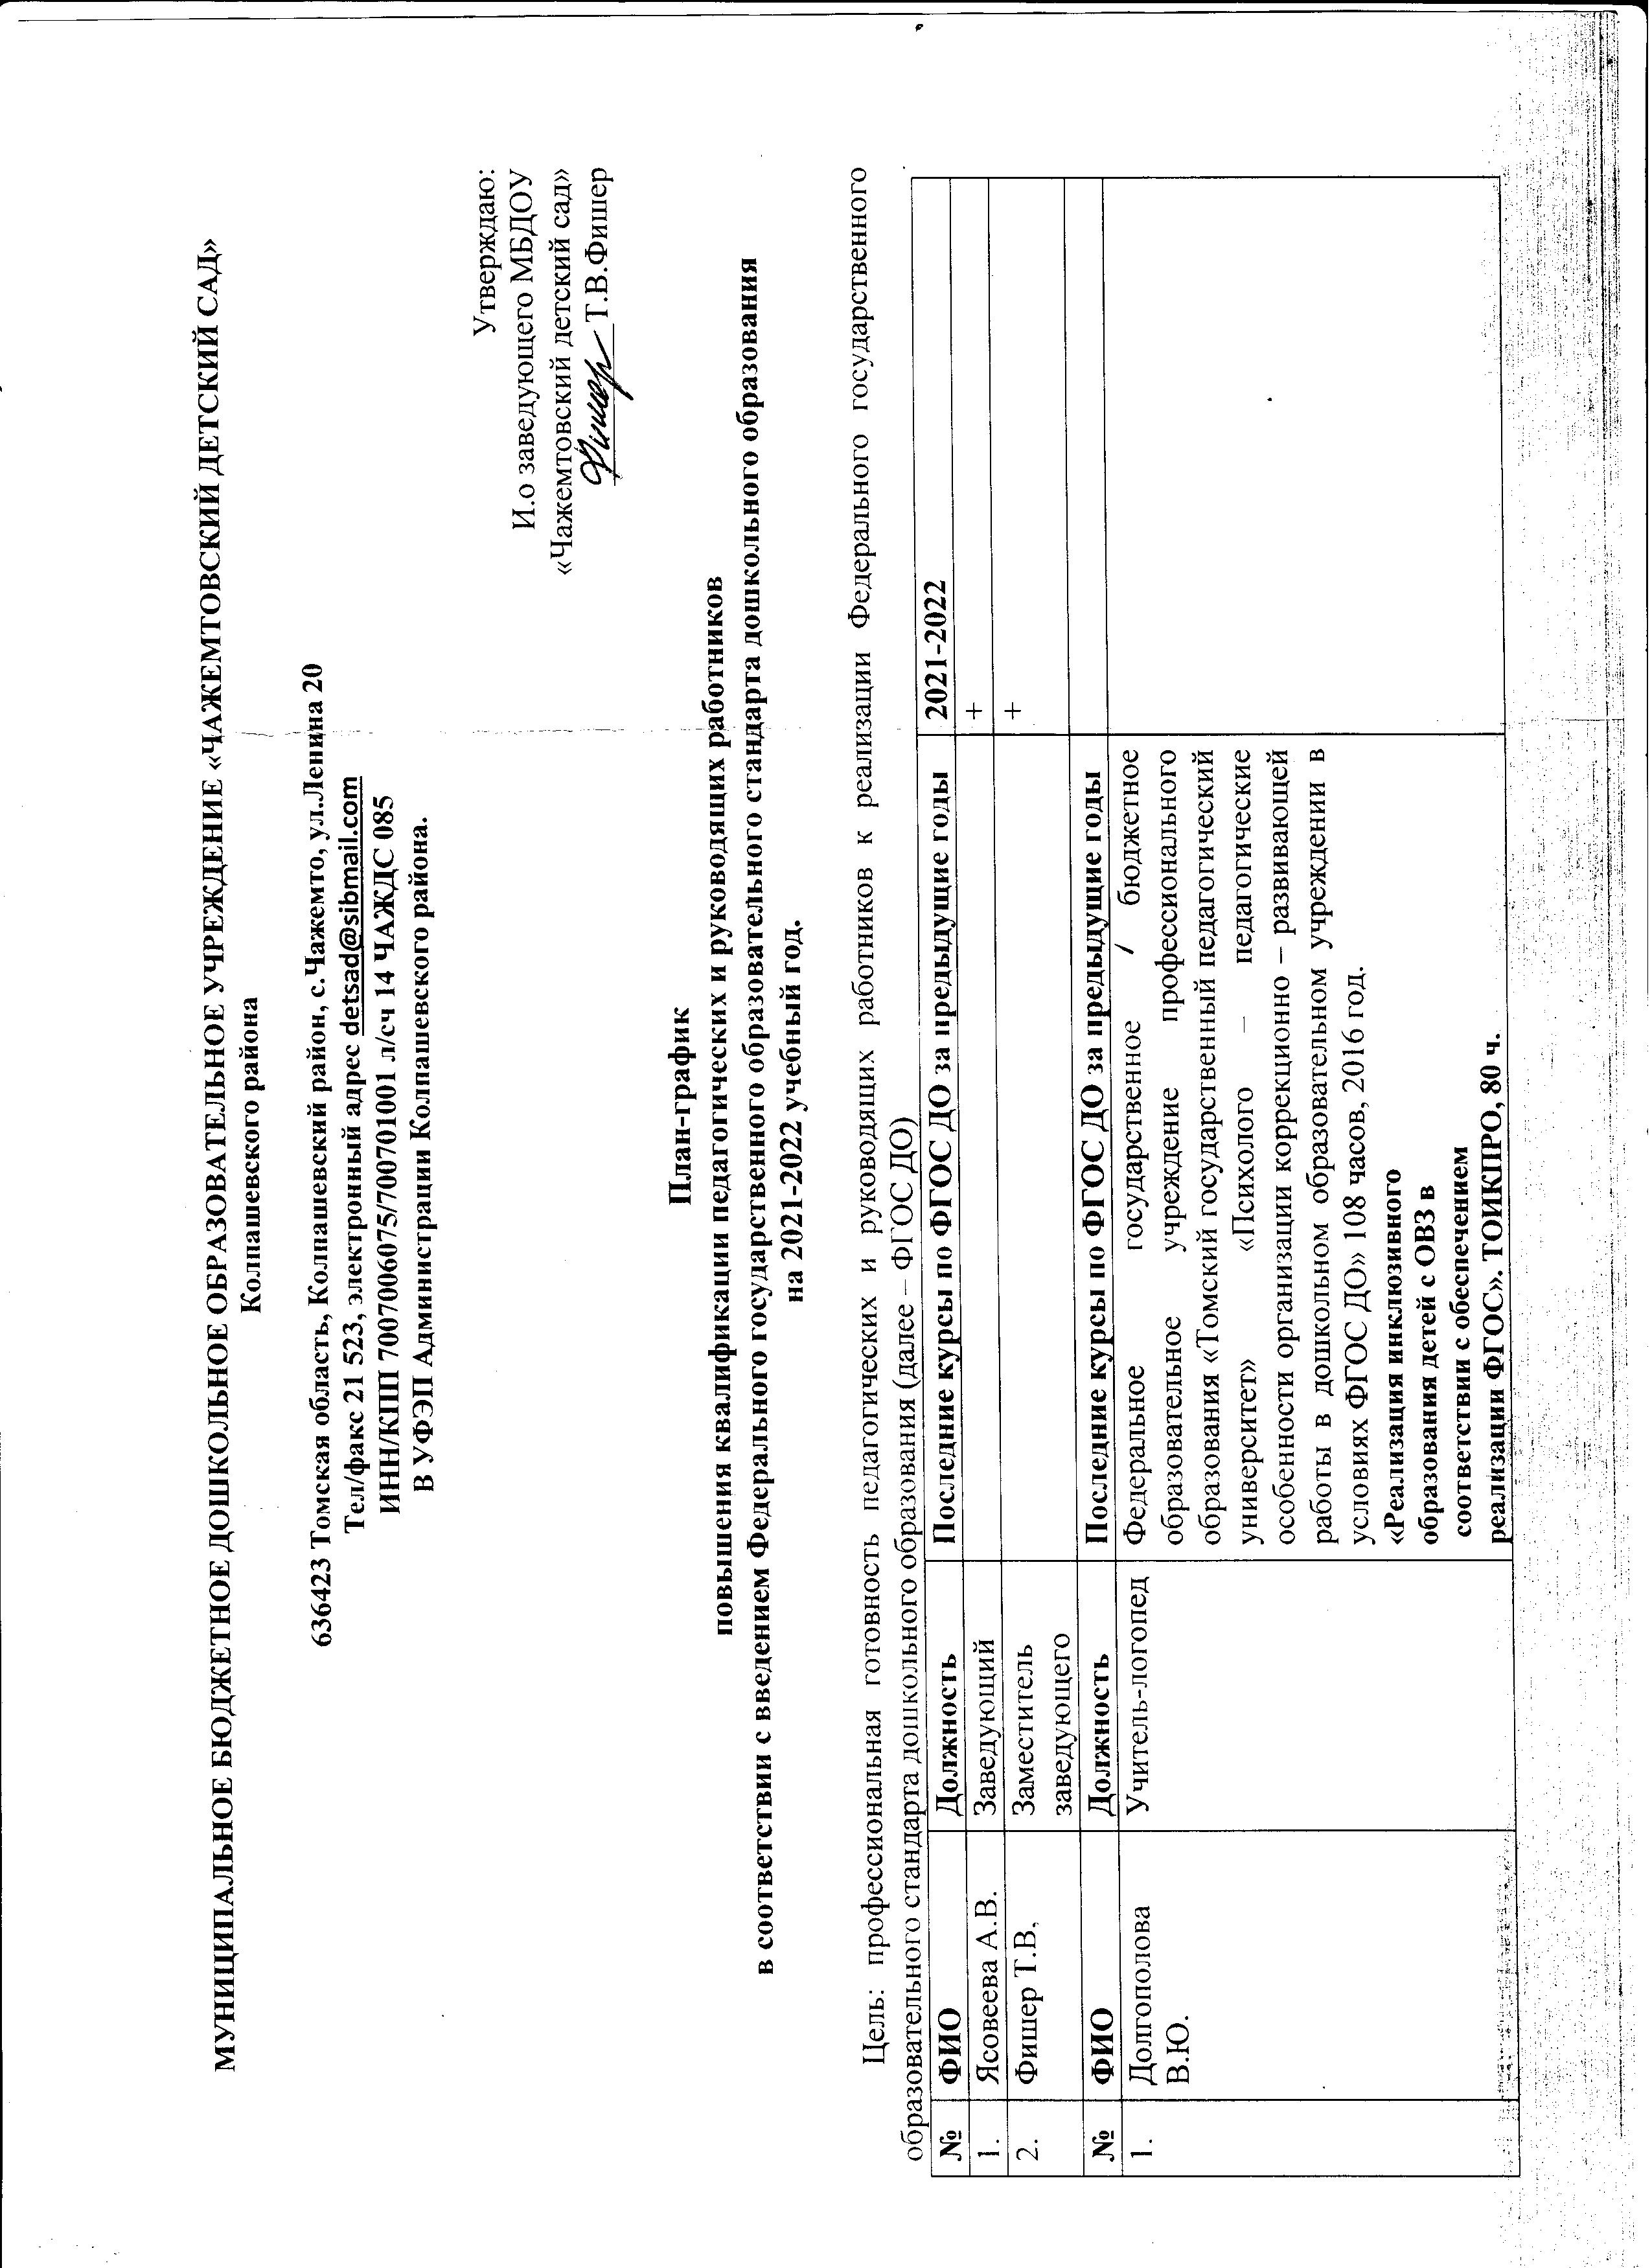 МУНИЦИПАЛЬНОЕ БЮДЖЕТНОЕ ДОШКОЛЬНОЕ ОБРАЗОВАТЕЛЬНОЕ УЧРЕЖДЕНИЕ «ЧАЖЕМТОВСКИЙ ДЕТСКИЙ САД»
Колпашевского района
636423 Томская область, Колпашевский район, с.Чажемто, ул.Ленина 20
Тел/факс 21 523, электронный адрес detsad@sibmail.com
ИНН/КПП 7007006075/700701001 л/сч 14 ЧАЖДС 085
В УФЭП Администрации Колпашевского района.
Утверждаю:
И.о заведующего МБДОУ
«Чажемтовский детский сад»
Фишер Т.В.Фишер
План-график
повышения квалификации педагогических и руководящих работников
в соответствии с введением Федерального государственного образовательного стандарта дошкольного образования
на 2021-2022 учебный год.
Цель: профессиональная готовность педагогических и руководящих работников к реализации Федерального государственного
образовательного стандарта дошкольного образования (далее – ФГОС ДО)
№ ФИО Должность Последние курсы по ФГОС ДО за предыдущие годы 2021-2022
1. Ясовеева А.В. Заведующий +
2. Фишер Т.В. Заместитель +
заведующего
№ ФИО Должность Последние курсы по ФГОС ДО за предыдущие годы
1. Долгополова Учитель-логопед Федеральное государственное / бюджетное
В.Ю. образовательное учреждение профессионального
образования «Томский государственный педагогический
университет» «Психолого – педагогические
особенности организации коррекционно – развивающей
работы в дошкольном образовательном учреждении в
условиях ФГОС ДО» 108 часов, 2016 год.
«Реализация инклюзивного
образования детей с ОВЗ в
соответствии с обеспечением
реализации ФГОС». ТОИКПРО, 80 ч.